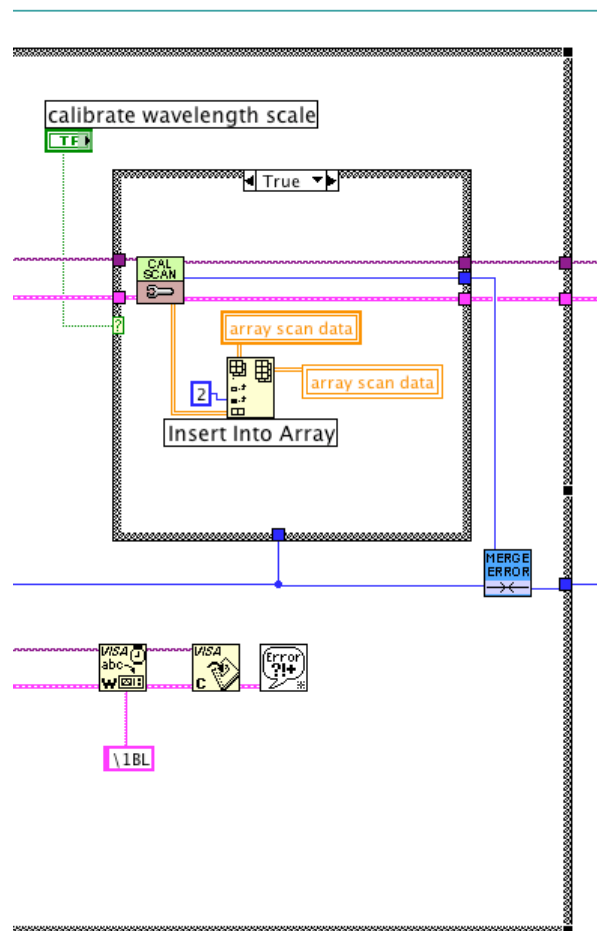 calibrate wavelength scale
TF
True
CAL
SCAN
?
array scan data
2
array scan data
Insert Into Array
MERGE
ERROR
VISA
abc
W
VISA
C
Error
?!+
\1BL